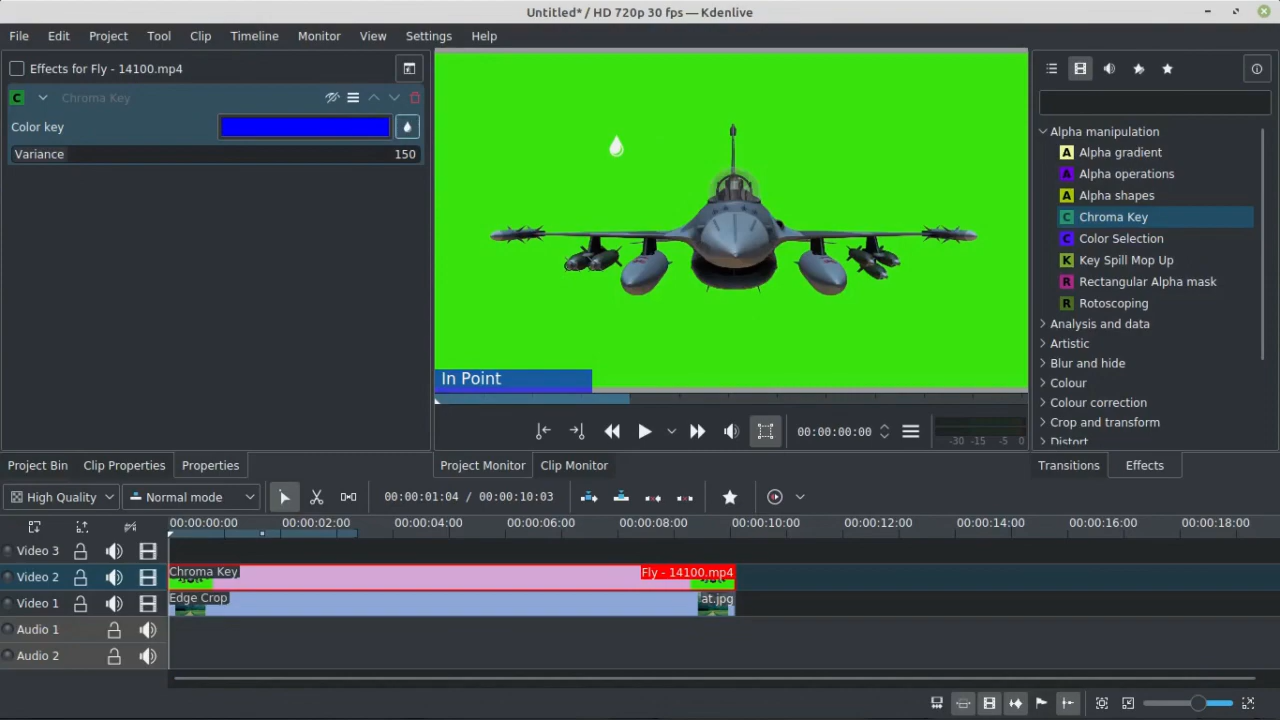 Untitled* / HD 720p 30 fps — Kdenlive
File Edit Project Tool Clip Timeline Monitor View Settings Help
Effects for Fly - 14100.mp4
C Chroma Key
Color key
Variance 150
In Point
00:00:00:00
-30 -15 -5 0
Alpha manipulation
A Alpha gradient
A Alpha operations
A Alpha shapes
C Chroma Key
C Color Selection
K Key Spill Mop Up
R Rectangular Alpha mask
R Rotoscoping
Analysis and data
Artistic
Blur and hide
Colour
Colour correction
Crop and transform
Distort
Project Bin Clip Properties Properties Project Monitor Clip Monitor Transitions Effects
High Quality Normal mode 00:00:01:04 / 00:00:10:03
00:00:00:00 00:00:02:00 00:00:04:00 00:00:06:00 00:00:08:00 00:00:10:00 00:00:12:00 00:00:14:00 00:00:16:00 00:00:18:00
Video 3
Video 2 Chroma Key Fly - 14100.mp4
Video 1 Edge Crop at.jpg
Audio 1
Audio 2